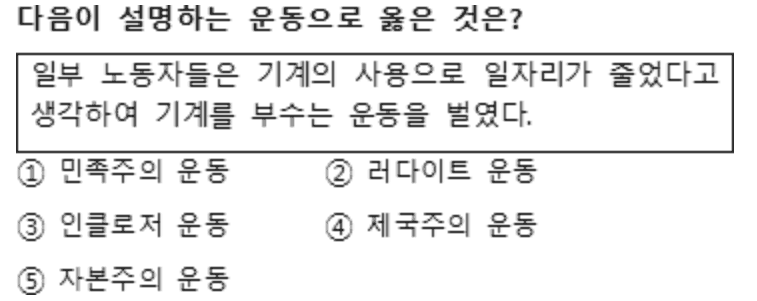 다음이 설명하는 운동으로 옳은 것은?
일부 노동자들은 기계의 사용으로 일자리가 줄었다고
생각하여 기계를 부수는 운동을 벌였다.
① 민족주의 운동 ② 러다이트 운동
③ 인클로저 운동 ④ 제국주의 운동
⑤ 자본주의 운동